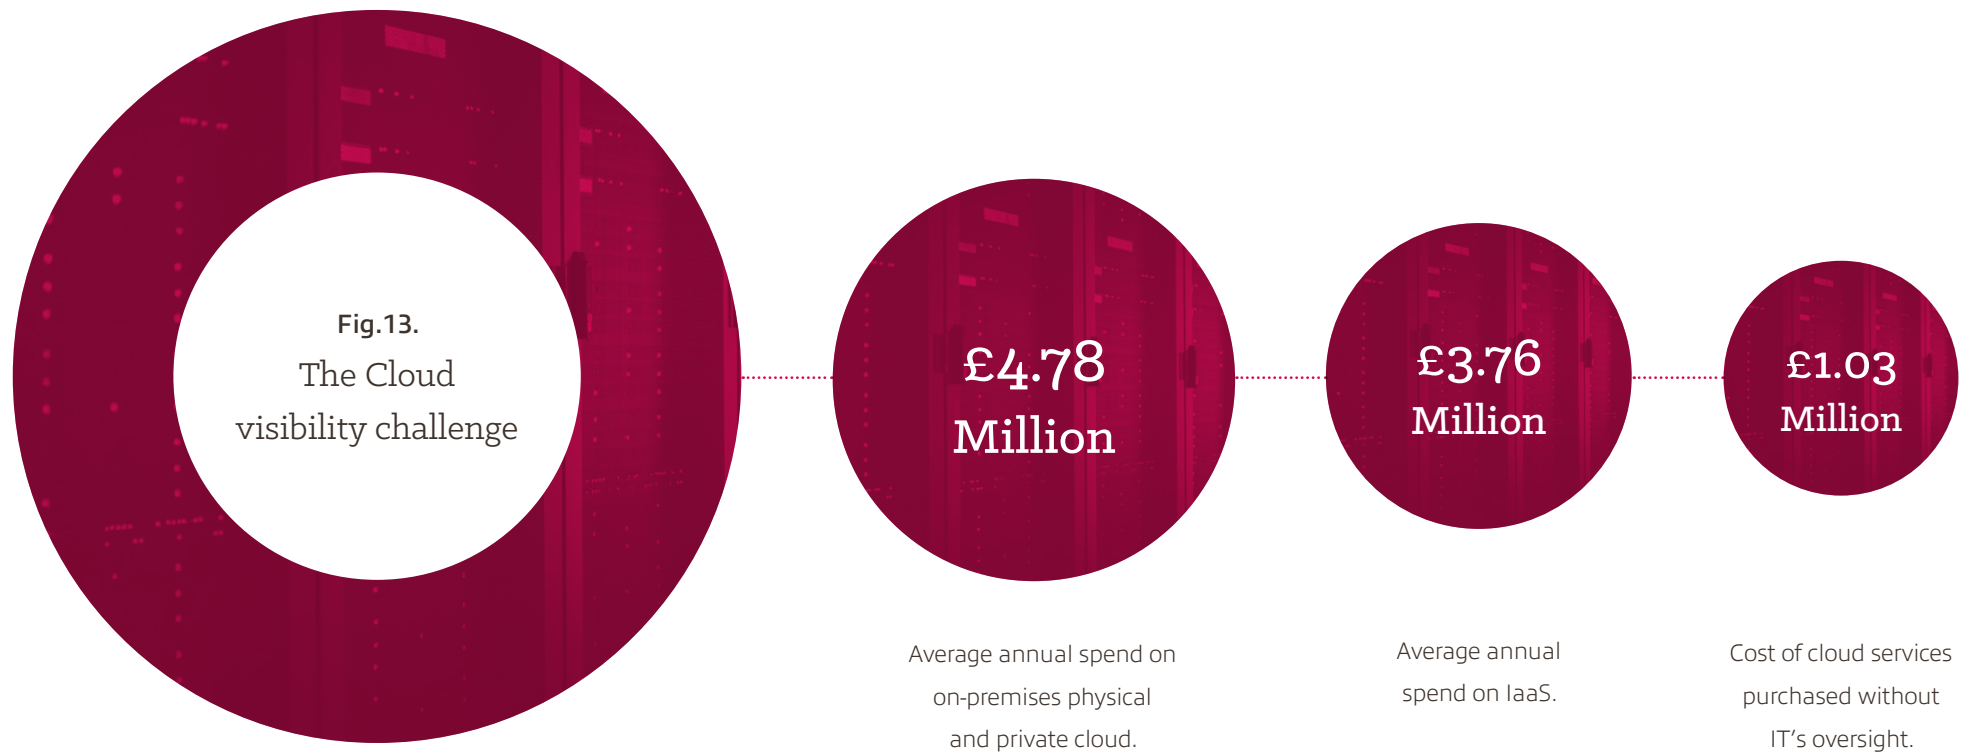 Fig.13.
The Cloud
visibility challenge
£4.78
Million
Average annual spend on
on-premises physical
and private cloud.
£3.76
Million
Average annual
spend on IaaS.
£1.03
Million
Cost of cloud services
purchased without
IT’s oversight.